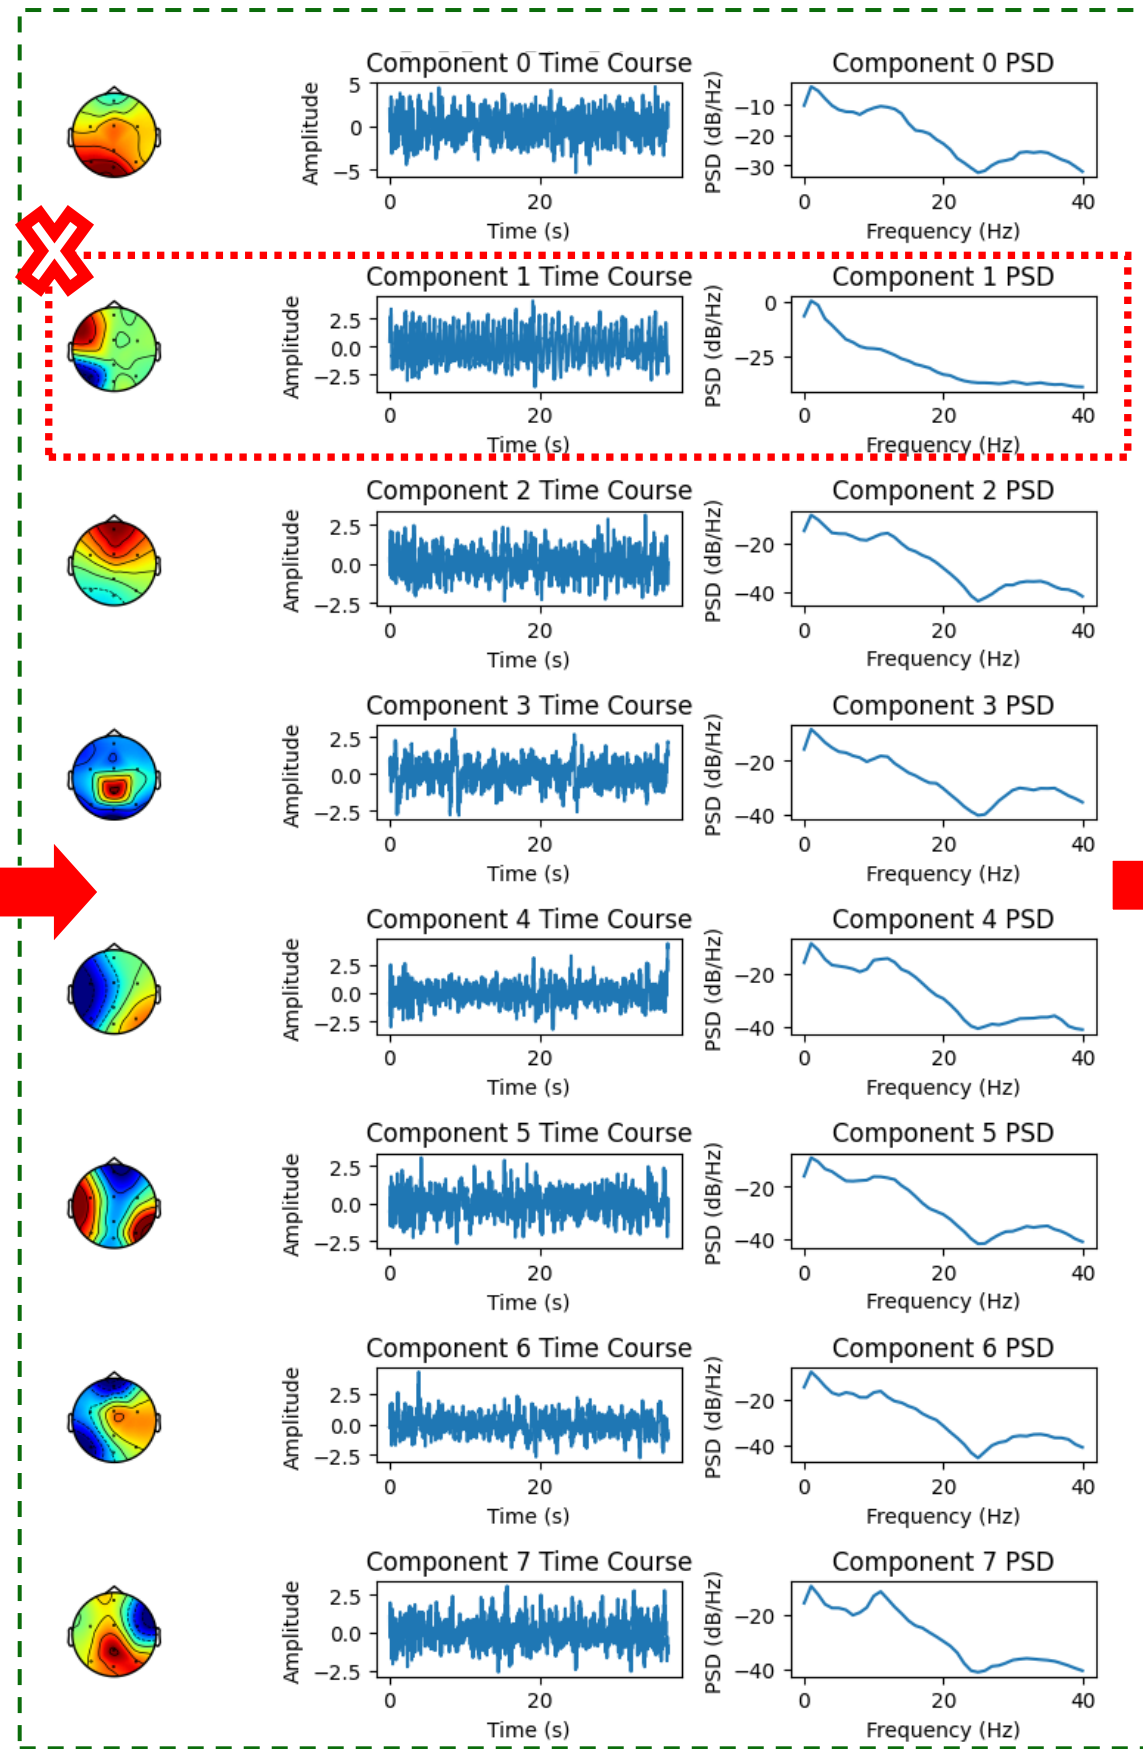 Component 0 Time Course Component 0 PSD
Amplitude
5
0
−5
0 20
Time (s)
PSD (dB/Hz)
−10
−20
−30
0 20 40
Frequency (Hz)
X
Component 1 Time Course Component 1 PSD
Amplitude
2.5
0.0
−2.5
0 20
Time (s)
PSD (dB/Hz)
0
−25
0 20 40
Frequency (Hz)
Component 2 Time Course Component 2 PSD
Amplitude
2.5
0.0
−2.5
0 20
Time (s)
PSD (dB/Hz)
−20
−40
0 20 40
Frequency (Hz)
Component 3 Time Course Component 3 PSD
Amplitude
2.5
0.0
−2.5
0 20
Time (s)
PSD (dB/Hz)
−20
−40
0 20 40
Frequency (Hz)
Component 4 Time Course Component 4 PSD
Amplitude
2.5
0.0
−2.5
0 20
Time (s)
PSD (dB/Hz)
−20
−40
0 20 40
Frequency (Hz)
Component 5 Time Course Component 5 PSD
Amplitude
2.5
0.0
−2.5
0 20
Time (s)
PSD (dB/Hz)
−20
−40
0 20 40
Frequency (Hz)
Component 6 Time Course Component 6 PSD
Amplitude
2.5
0.0
−2.5
0 20
Time (s)
PSD (dB/Hz)
−20
−40
0 20 40
Frequency (Hz)
Component 7 Time Course Component 7 PSD
Amplitude
2.5
0.0
−2.5
0 20
Time (s)
PSD (dB/Hz)
−20
−40
0 20 40
Frequency (Hz)